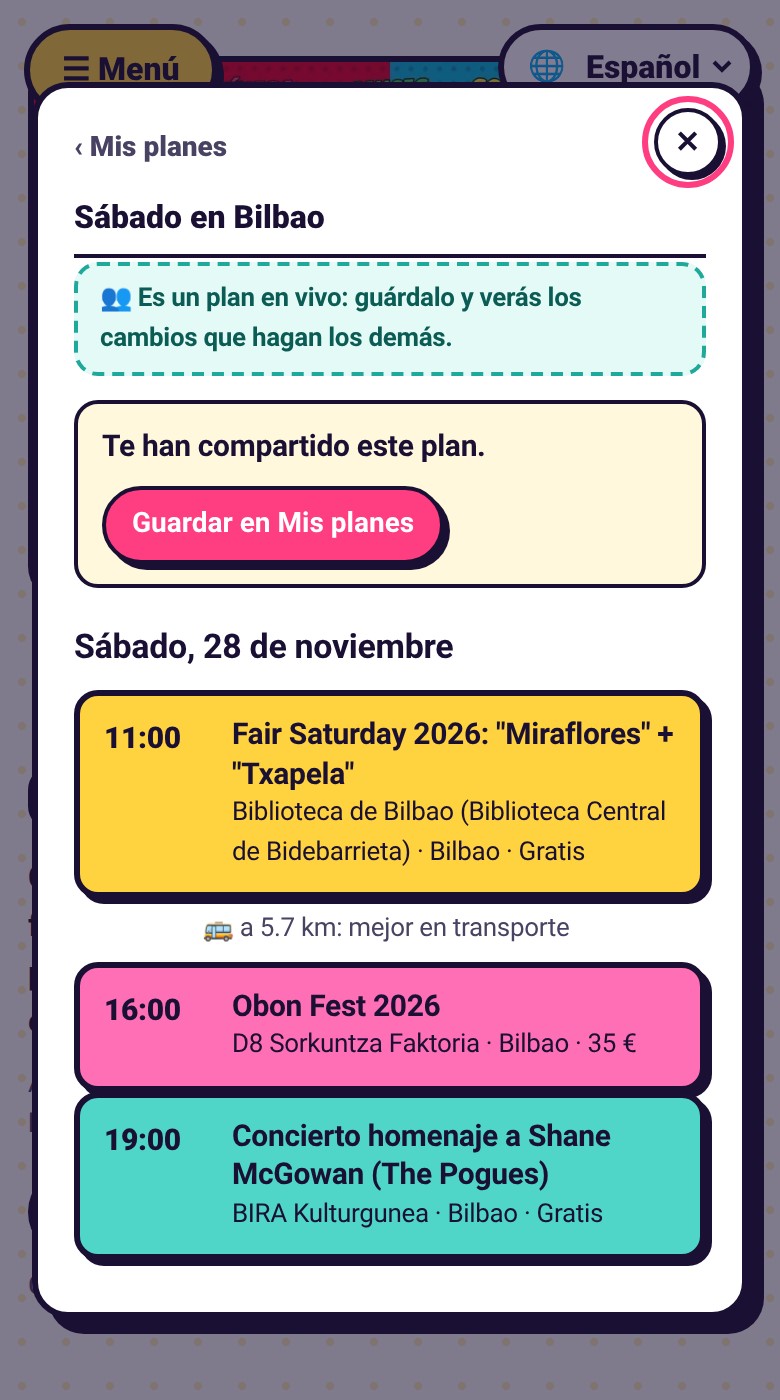 ☰ Menú
🌐 Español
‹ Mis planes
×
Sábado en Bilbao
👥 Es un plan en vivo: guárdalo y verás los
cambios que hagan los demás.
Te han compartido este plan.
Guardar en Mis planes
Sábado, 28 de noviembre
11:00
Fair Saturday 2026: "Miraflores" +
"Txapela"
Biblioteca de Bilbao (Biblioteca Central
de Bidebarrieta) · Bilbao · Gratis
🚌 a 5.7 km: mejor en transporte
16:00
Obon Fest 2026
D8 Sorkuntza Faktoria · Bilbao · 35 €
19:00
Concierto homenaje a Shane
McGowan (The Pogues)
BIRA Kulturgunea · Bilbao · Gratis